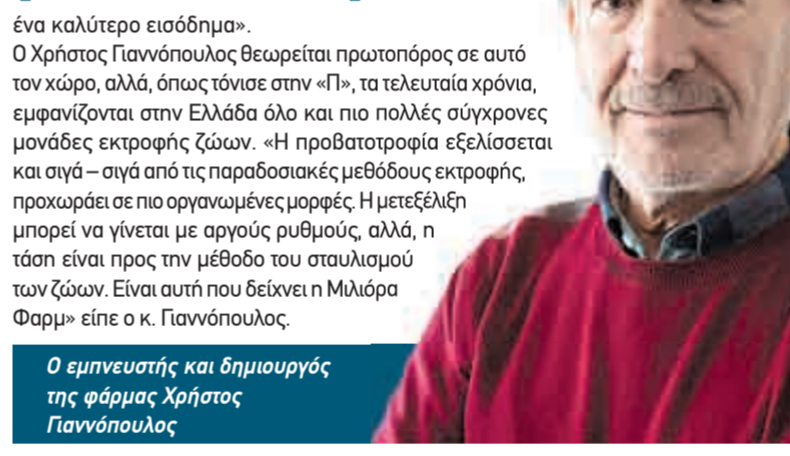 ένα καλύτερο εισόδημα».
Ο Χρήστος Γιαννόπουλος θεωρείται πρωτοπόρος σε αυτό
τον χώρο, αλλά, όπως τόνισε στην «Π», τα τελευταία χρόνια,
εμφανίζονται στην Ελλάδα όλο και πιο πολλές σύγχρονες
μονάδες εκτροφής ζώων. «Η προβατοτροφία εξελίσσεται
και σιγά – σιγά από τις παραδοσιακές μεθόδους εκτροφής,
προχωράει σε πιο οργανωμένες μορφές. Η μετεξέλιξη
μπορεί να γίνεται με αργούς ρυθμούς, αλλά, η
τάση είναι προς την μέθοδο του σταυλισμού
των ζώων. Είναι αυτή που δείχνει η Μιλιόρα
Φαρμ» είπε ο κ. Γιαννόπουλος.
Ο εμπνευστής και δημιουργός
της φάρμας Χρήστος
Γιαννόπουλος